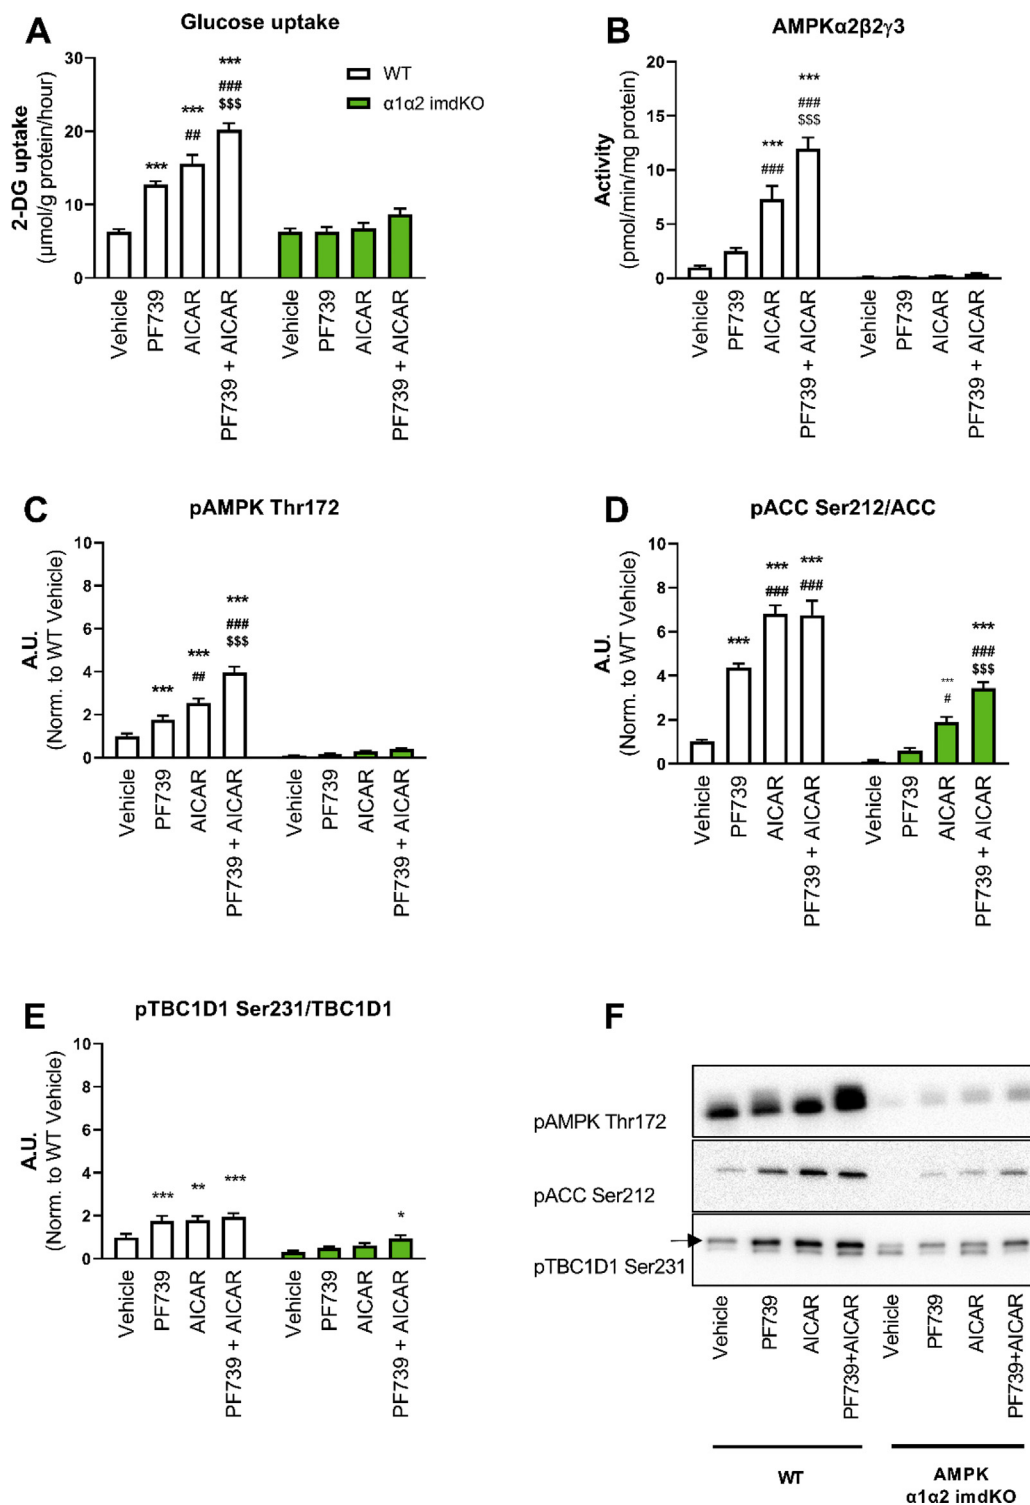 A
Glucose uptake
2-DG uptake
(μmol/g protein/hour)
30
20
10
0
***
***
##
***
###
$$$
WT
α1α2 imdKO
Vehicle
PF739
AICAR
PF739 + AICAR
Vehicle
PF739
AICAR
PF739 + AICAR
B
AMPKα2β2γ3
Activity
(pmol/min/mg protein)
20
15
10
5
0
***
###
***
###
$$$
Vehicle
PF739
AICAR
PF739 + AICAR
Vehicle
PF739
AICAR
PF739 + AICAR
C
pAMPK Thr172
A.U.
(Norm. to WT Vehicle)
10
8
6
4
2
0
***
***
##
***
###
$$$
Vehicle
PF739
AICAR
PF739 + AICAR
Vehicle
PF739
AICAR
PF739 + AICAR
D
pACC Ser212/ACC
A.U.
(Norm. to WT Vehicle)
10
8
6
4
2
0
***
***
###
***
###
***
#
***
###
$$$
Vehicle
PF739
AICAR
PF739 + AICAR
Vehicle
PF739
AICAR
PF739 + AICAR
E
pTBC1D1 Ser231/TBC1D1
A.U.
(Norm. to WT Vehicle)
10
8
6
4
2
0
***
**
***
*
Vehicle
PF739
AICAR
PF739 + AICAR
Vehicle
PF739
AICAR
PF739 + AICAR
F
pAMPK Thr172
pACC Ser212
pTBC1D1 Ser231
Vehicle
PF739
AICAR
PF739+AICAR
Vehicle
PF739
AICAR
PF739+AICAR
WT
AMPK
α1α2 imdKO